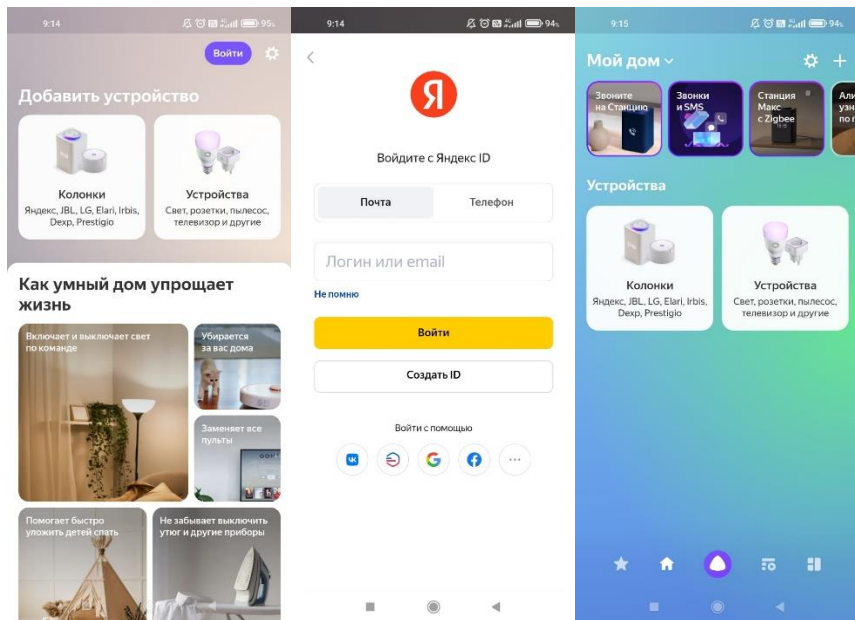 9:14
95%
Войти
Добавить устройство
Колонки
Яндекс, JBL, LG, Elari, Irbis,
Dexp, Prestigio
Устройства
Свет, розетки, пылесос,
телевизор и другие
Как умный дом упрощает
жизнь
Включает и выключает свет
по команде
Убирается
за вас дома
Заменяет все
пульты
Помогает быстро
уложить детей спать
Не забывает выключить
утюг и другие приборы
9:14
94%
Я
Войдите с Яндекс ID
Почта
Телефон
Логин или email
Не помню
Войти
Создать ID
Войти с помощью
9:15
94%
Мой дом
Звоните
на Станцию
Звонки
и SMS
Станция
Макс
с Zigbee
Али
узн
по г
Устройства
Колонки
Яндекс, JBL, LG, Elari, Irbis,
Dexp, Prestigio
Устройства
Свет, розетки, пылесос,
телевизор и другие